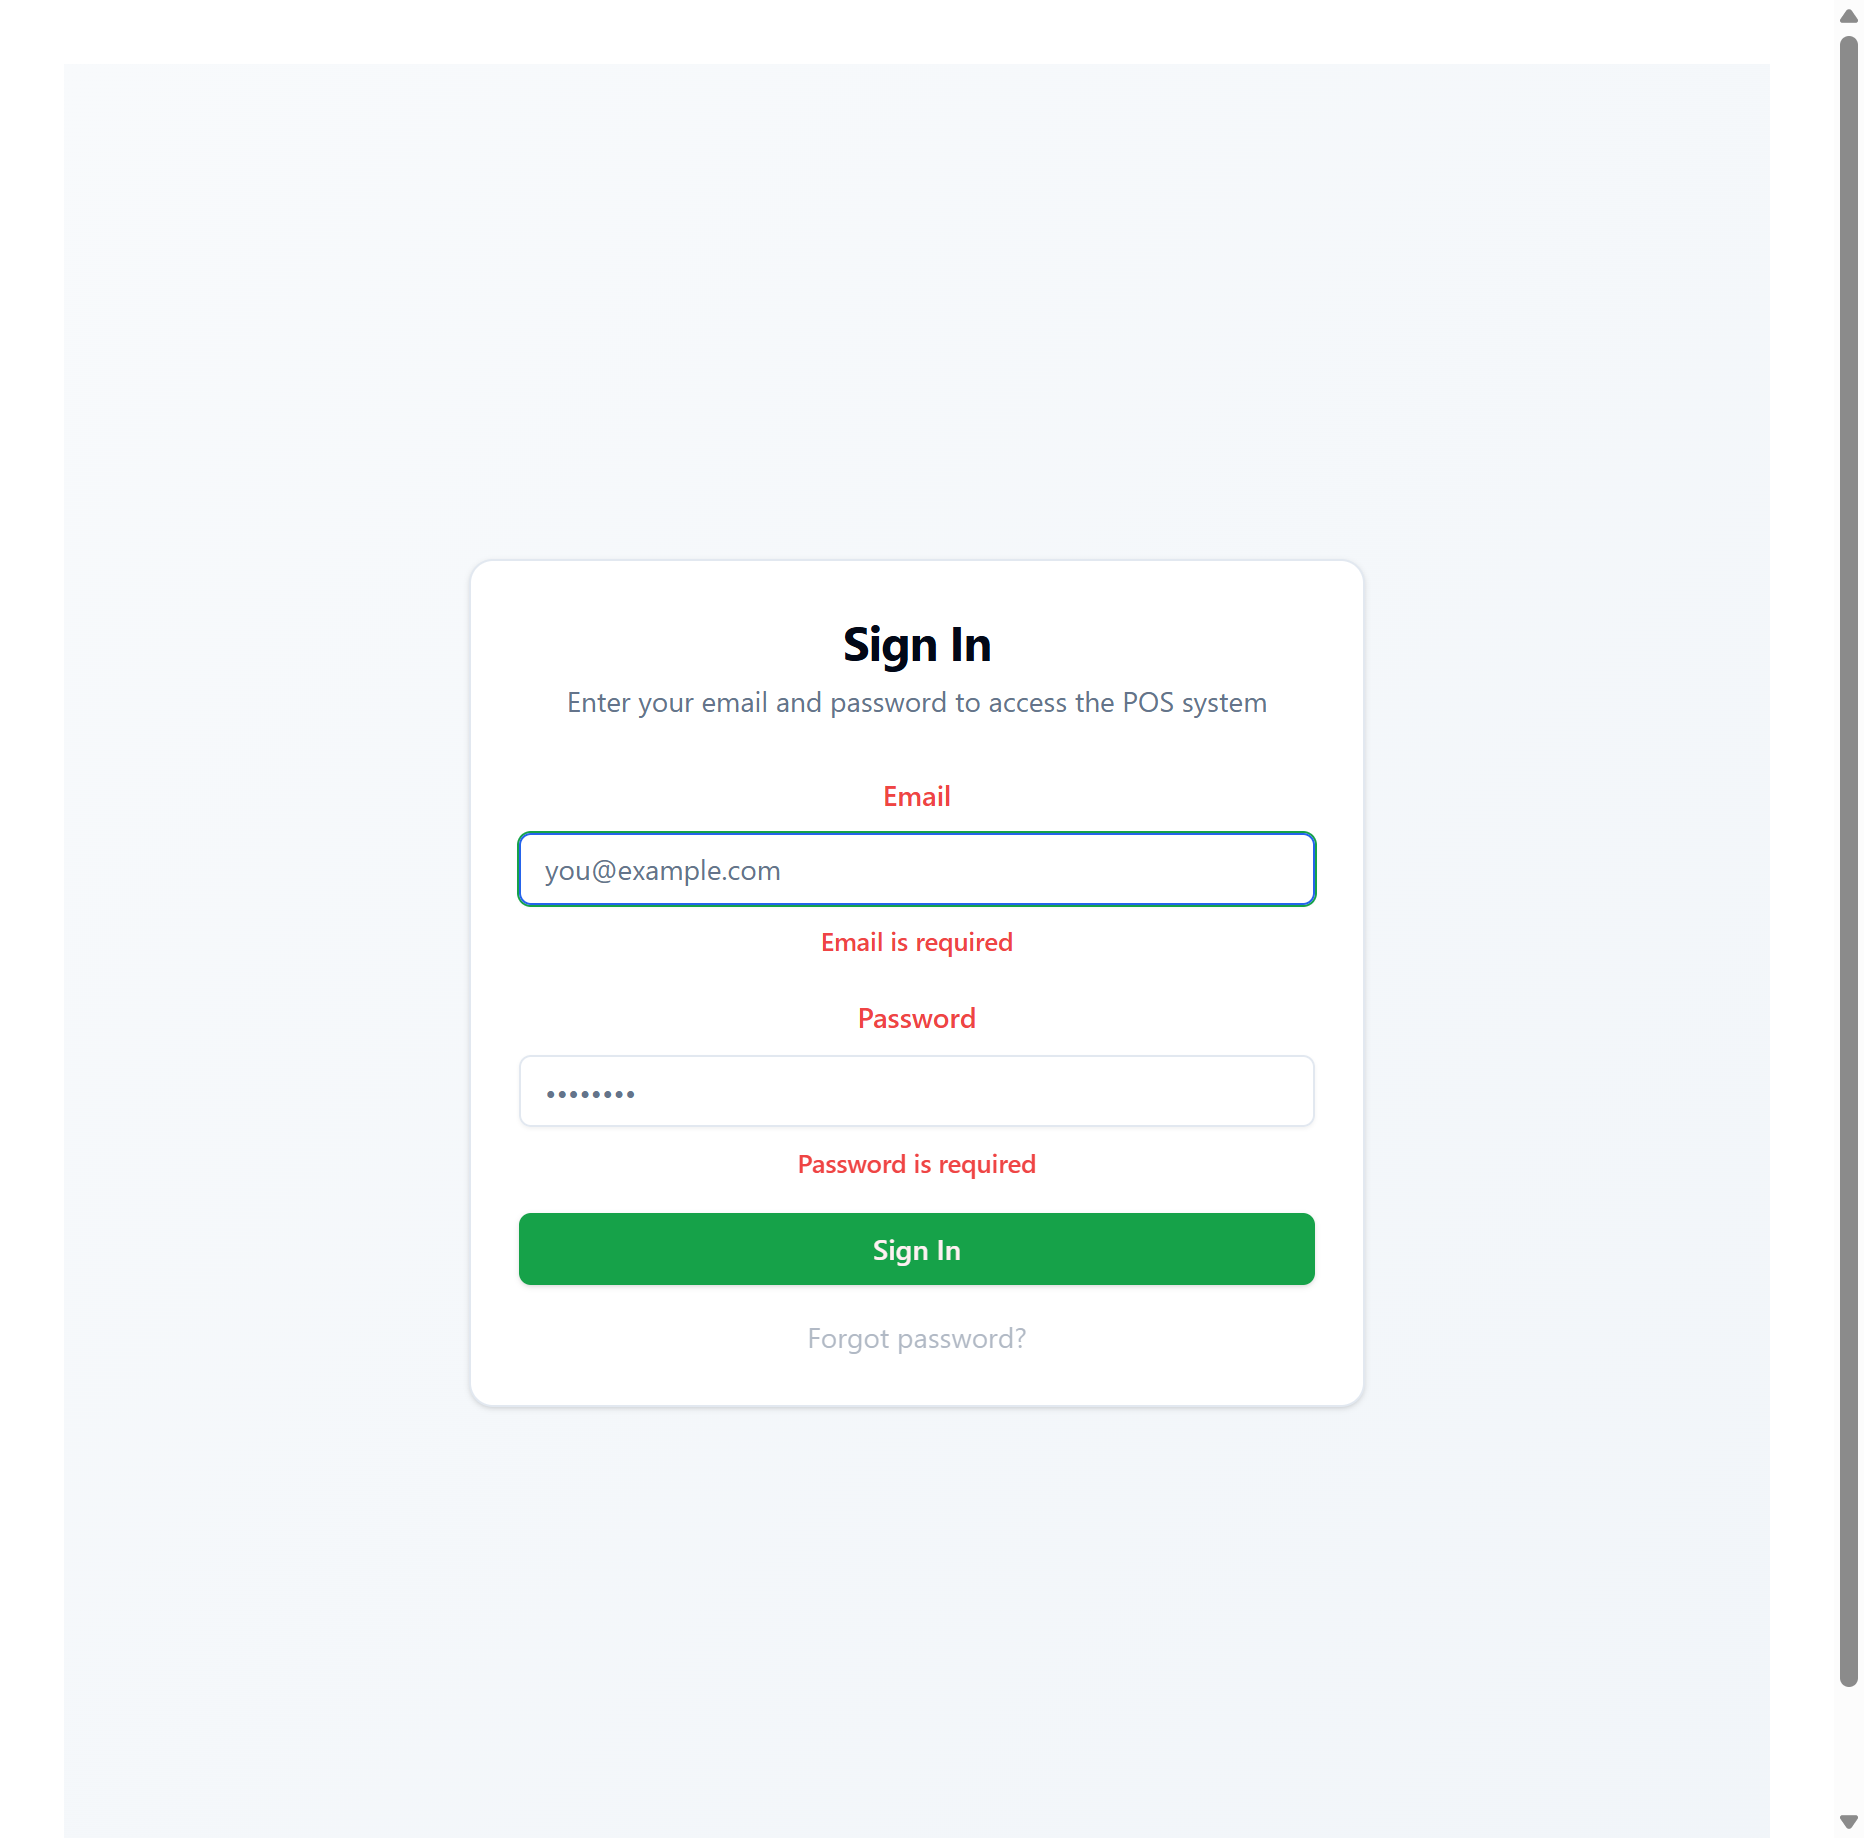 Sign In
Enter your email and password to access the POS system
Email
you@example.com
Email is required
Password
••••••••
Password is required
Sign In
Forgot password?